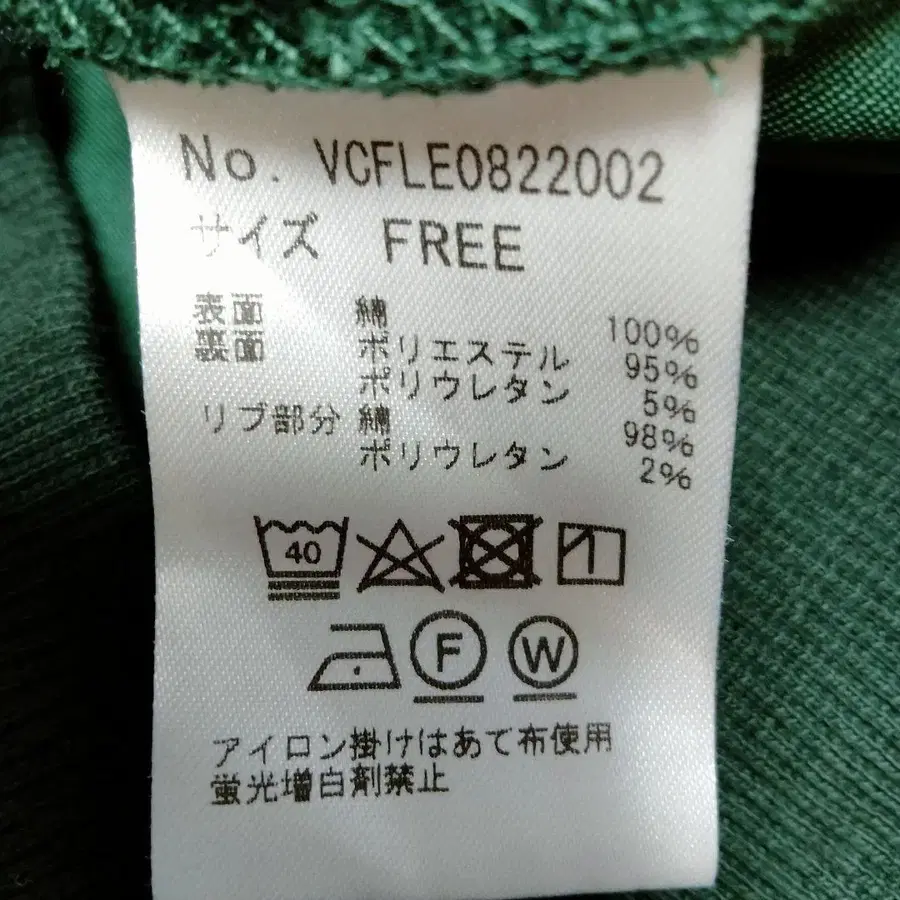 No. VCFLE0822002
サイズ FREE
表面 綿 100%
裏面 ポリエステル 95%
ポリウレタン 5%
リブ部分 綿 98%
ポリウレタン 2%
40
F W
アイロン掛けはあて布使用
蛍光増白剤禁止